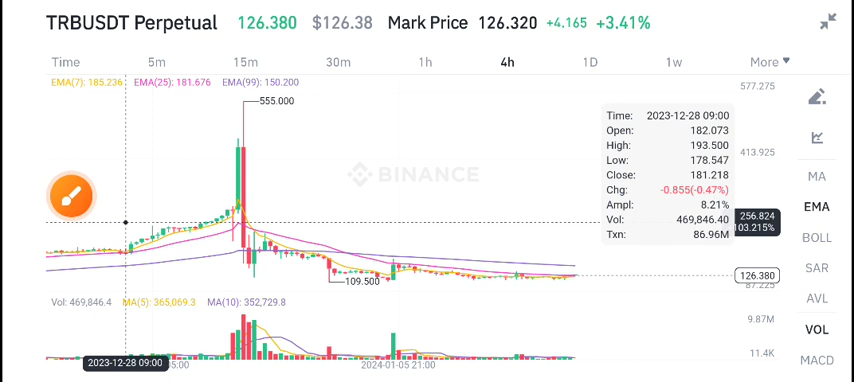 TRBUSDT Perpetual 126.380 $126.38 Mark Price 126.320 +4.165 +3.41%
Time 5m 15m 30m 1h 4h 1D 1w More
EMA(7): 185.236 EMA(25): 181.676 EMA(99): 150.200
577.275
555.000
Time: 2023-12-28 09:00
Open: 182.073
High: 193.500
Low: 178.547
Close: 181.218
Chg: -0.855(-0.47%)
Ampl: 8.21%
Vol: 469,846.40
Txn: 86.96M
413.925
BINANCE
256.824
103.215%
126.380
109.500
87.225
Vol: 469,846.4 MA(5): 365,069.3 MA(10): 352,729.8
9.87M
11.4K
2023-12-28 09:00
2024-01-05 21:00
MA
EMA
BOLL
SAR
AVL
VOL
MACD